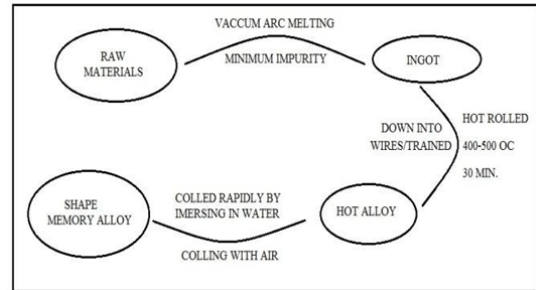 VACCUM ARC MELTING
RAW
MATERIALS
MINIMUM IMPURITY
INGOT
DOWN INTO
WIRES/TRAINED
HOT ROLLED
400-500 OC
30 MIN.
SHAPE
MEMORY ALLOY
COLLED RAPIDLY BY
IMERSING IN WATER
COLLING WITH AIR
HOT ALLOY